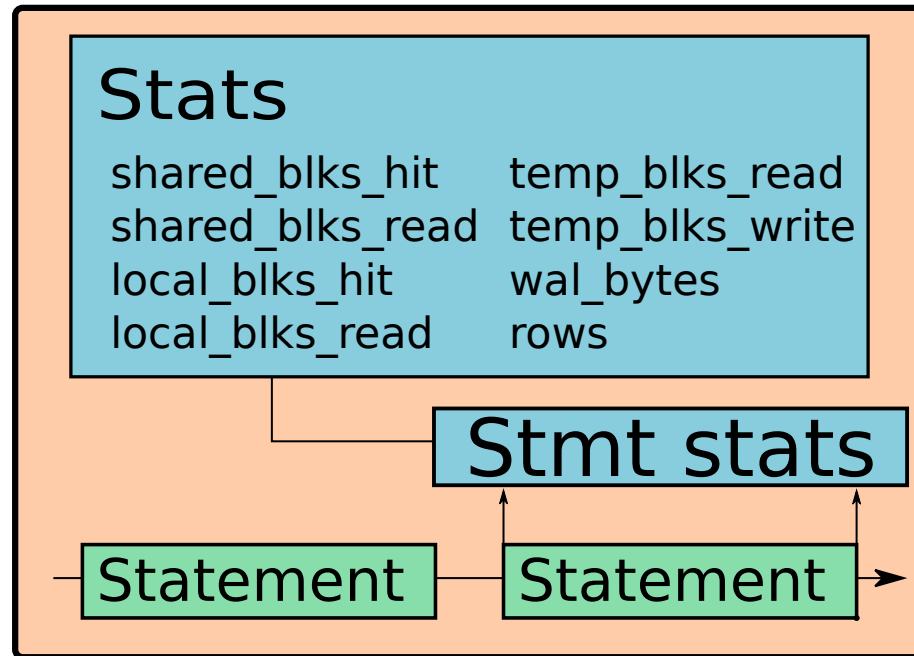 Stats
shared_blks_hit
shared_blks_read
local_blks_hit
local_blks_read
temp_blks_read
temp_blks_write
wal_bytes
rows
Stmt stats
Statement
Statement